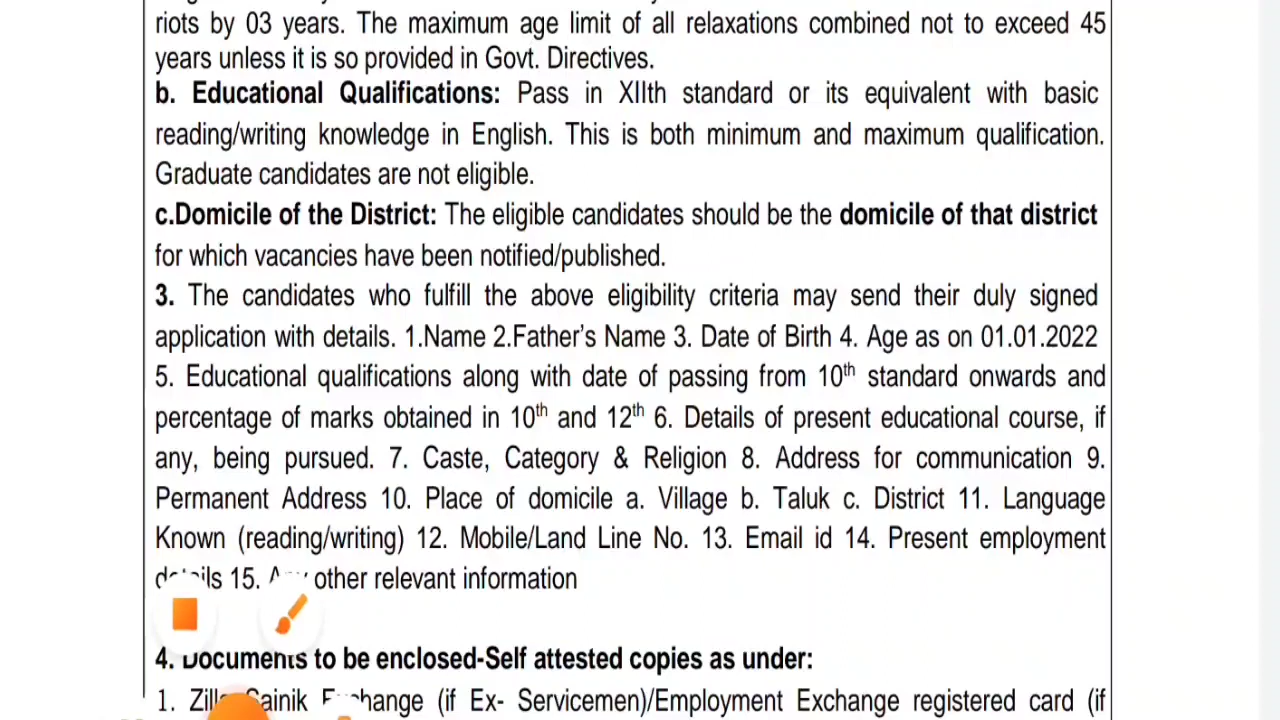 riots by 03 years. The maximum age limit of all relaxations combined not to exceed 45
years unless it is so provided in Govt. Directives.
b. Educational Qualifications: Pass in XIIth standard or its equivalent with basic
reading/writing knowledge in English. This is both minimum and maximum qualification.
Graduate candidates are not eligible.
c.Domicile of the District: The eligible candidates should be the domicile of that district
for which vacancies have been notified/published.
3. The candidates who fulfill the above eligibility criteria may send their duly signed
application with details. 1.Name 2.Father's Name 3. Date of Birth 4. Age as on 01.01.2022
5. Educational qualifications along with date of passing from 10th standard onwards and
percentage of marks obtained in 10th and 12th 6. Details of present educational course, if
any, being pursued. 7. Caste, Category & Religion 8. Address for communication 9.
Permanent Address 10. Place of domicile a. Village b. Taluk c. District 11. Language
Known (reading/writing) 12. Mobile/Land Line No. 13. Email id 14. Present employment
details 15. Any other relevant information
4. Documents to be enclosed-Self attested copies as under:
1. Zilla Sainik Exchange (if Ex- Servicemen)/Employment Exchange registered card (if